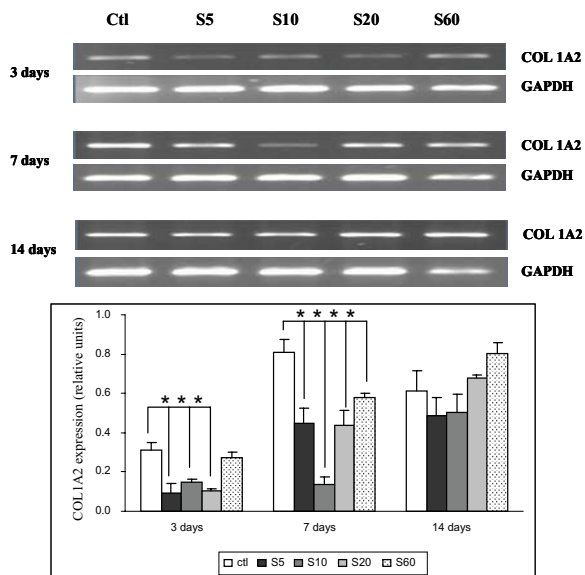 Ctl S5 S10 S20 S60
COL 1A2
3 days
GAPDH
COL 1A2
7 days
GAPDH
COL 1A2
14 days
GAPDH
COL1A2 expression (relative units)
1.0
0.8
0.6
0.4
0.2
0.0
* * *
* * * *
3 days 7 days 14 days
ctl S5 S10 S20 S60